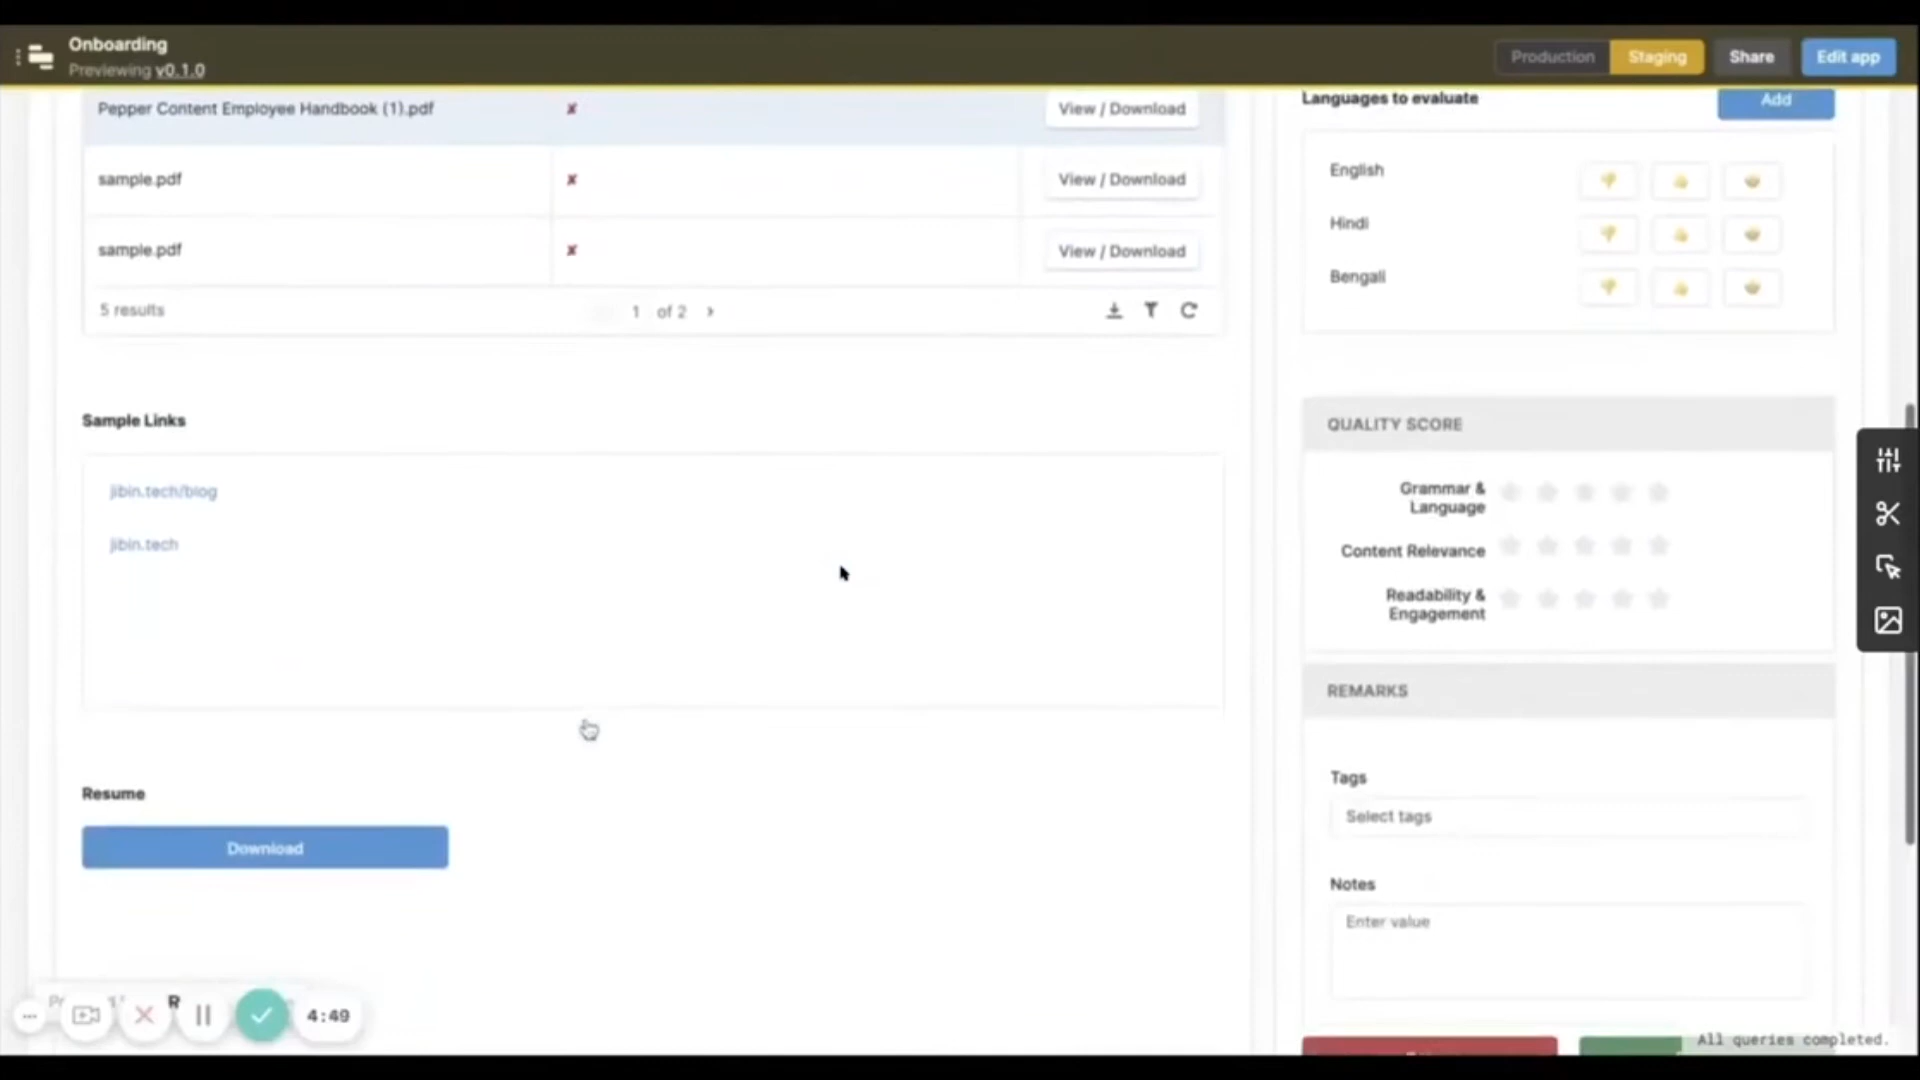 Onboarding
Previewing v0.1.0
Production
Staging
Share
Edit app
Pepper Content Employee Handbook (1).pdf
✘
View / Download
sample.pdf
✘
View / Download
sample.pdf
✘
View / Download
5 results
1 of 2
Sample Links
jibin.tech/blog
jibin.tech
Resume
Download
4:49
Languages to evaluate
Add
English
Hindi
Bengali
QUALITY SCORE
Grammar &
Language
Content Relevance
Readability &
Engagement
REMARKS
Tags
Select tags
Notes
Enter value
All queries completed.